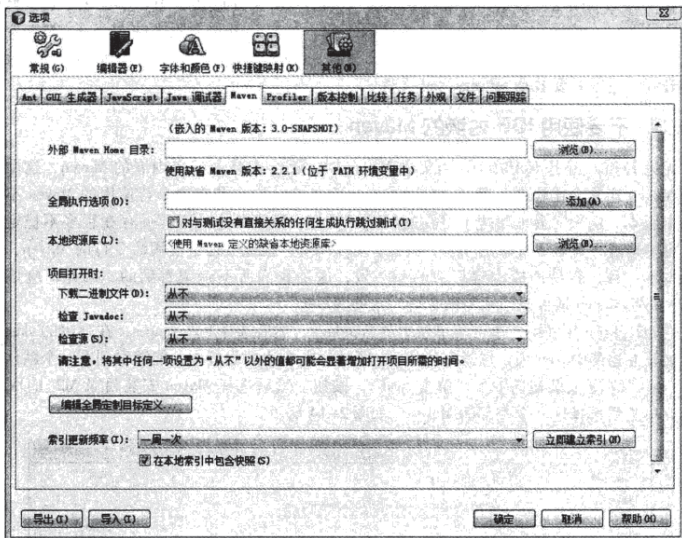 选项
常规(G) 编辑器(E) 字体和颜色(F) 快捷键映射(K) 其他(M)
Ant GUI 生成器 JavaScript Java 调试器 Maven Profiler 版本控制 比较 任务 外观 文件 问题跟踪
(嵌入的 Maven 版本: 3.0-SNAPSHOT)
外部 Maven Home 目录: 浏览(B)...
使用缺省 Maven 版本: 2.2.1(位于 PATH 环境变量中)
全局执行选项(O): 添加(A)
对与测试没有直接关系的任何生成执行跳过测试(T)
本地资源库(L): <使用 Maven 定义的缺省本地资源库> 浏览(B)...
项目打开时:
下载二进制文件(D): 从不
检查 Javadoc: 从不
检查源(S): 从不
请注意，将其中任何一项设置为“从不”以外的值都可能会显著增加打开项目所需的时间。
编辑全局定制目标定义...
索引更新频率(I): 一周一次 立即建立索引(N)
在本地索引中包含快照(S)
导出(T) 导入(I) 确定 取消 帮助(H)